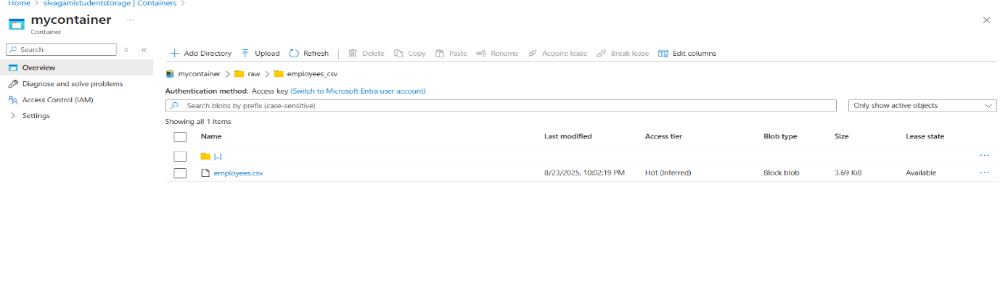 Home > sivagamistudentstorage | Containers >
mycontainer ...
Container
Search
Overview
Diagnose and solve problems
Access Control (IAM)
Settings
Add Directory Upload Refresh Delete Copy Paste Rename Acquire lease Break lease Edit columns
mycontainer > raw > employees_csv
Authentication method: Access key (Switch to Microsoft Entra user account)
Search blobs by prefix (case-sensitive) Only show active objects
Showing all 1 items
Name Last modified Access tier Blob type Size Lease state
[..] ...
employees.csv 8/23/2025, 10:02:19 PM Hot (Inferred) Block blob 3.69 KiB Available ...